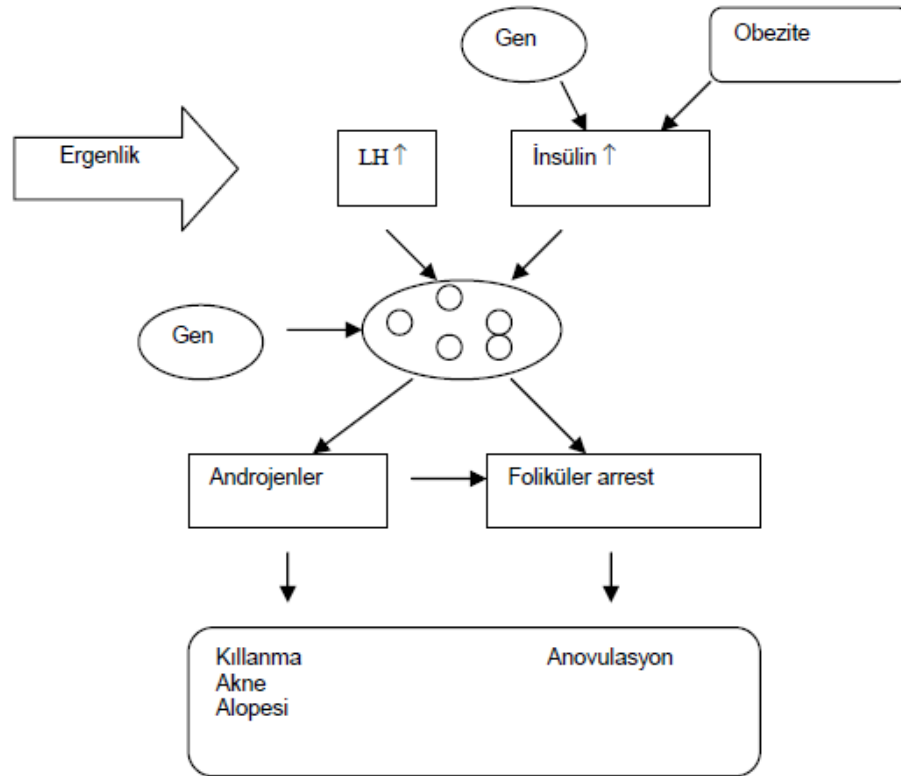 Gen
Obezite
Ergenlik
LH ↑
İnsülin ↑
Gen
Androjenler
Foliküler arrest
Kıllanma
Anovulasyon
Akne
Alopesi